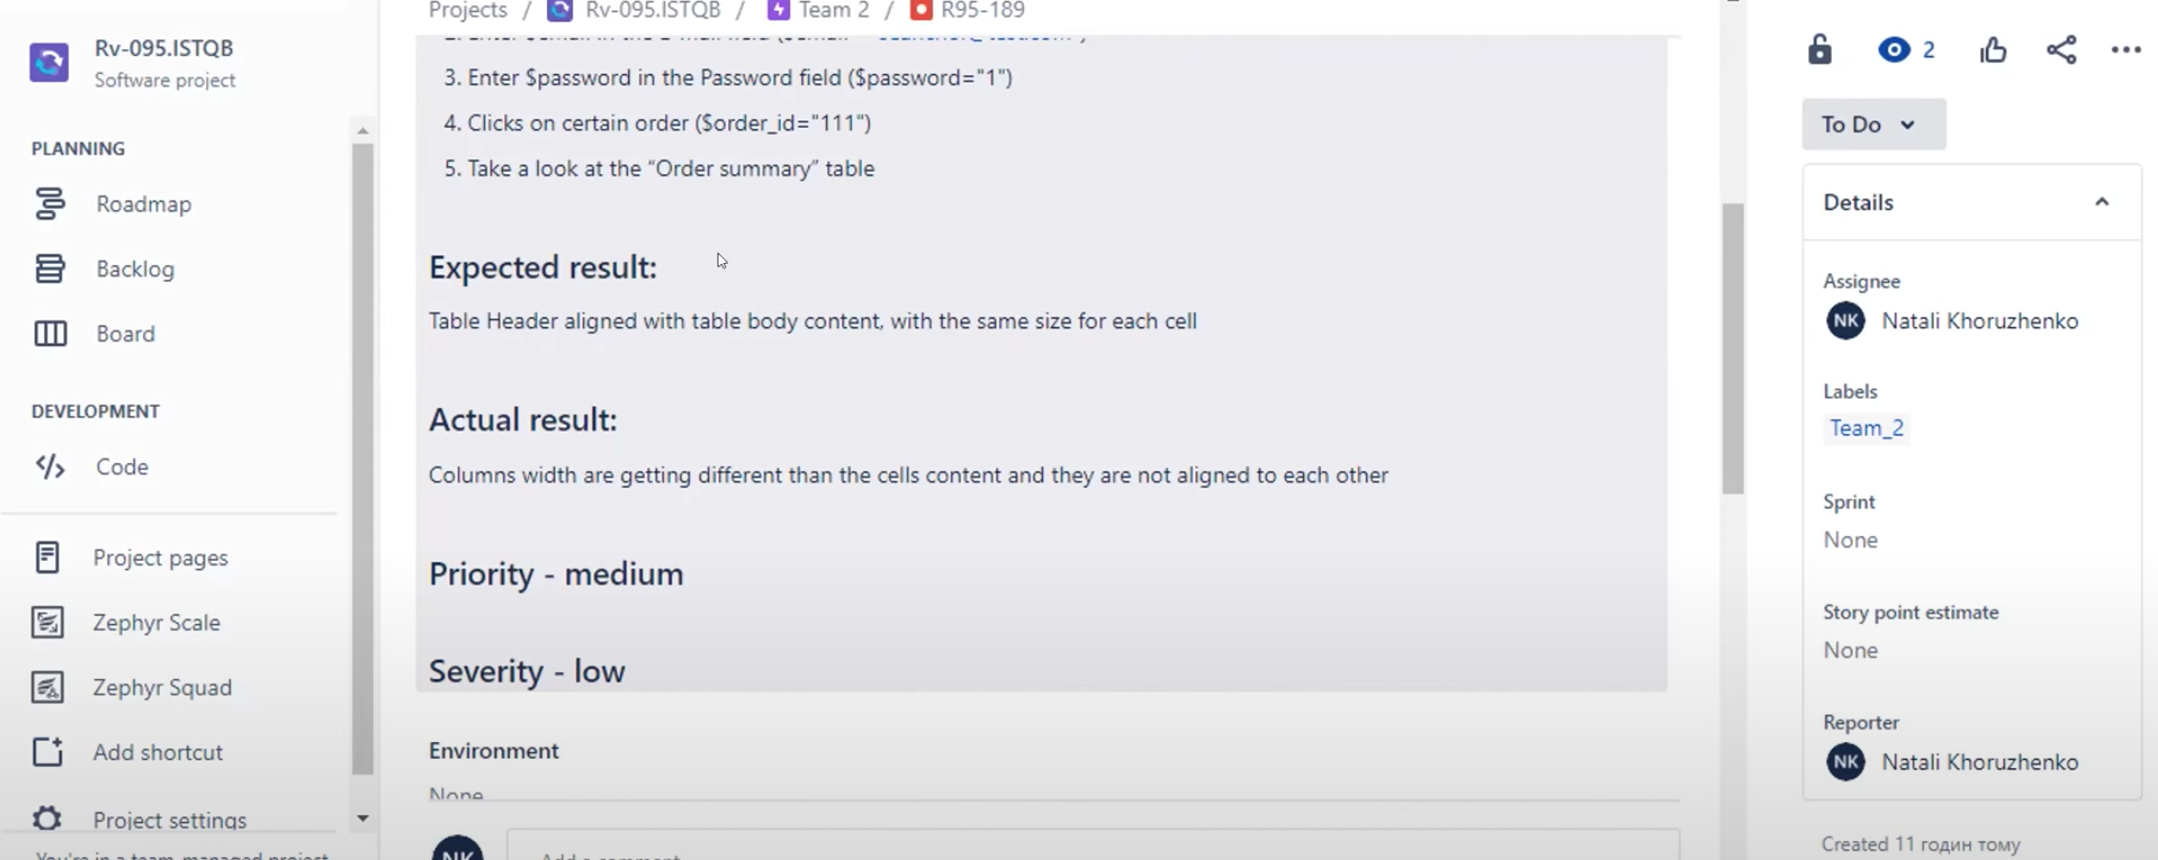 Projects / Rv-095.ISTQB / Team 2 / R95-189
Rv-095.ISTQB
Software project
PLANNING
Roadmap
Backlog
Board
DEVELOPMENT
Code
Project pages
Zephyr Scale
Zephyr Squad
Add shortcut
Project settings
You're in a team-managed project
3. Enter $password in the Password field ($password="1")
4. Clicks on certain order ($order_id="111")
5. Take a look at the “Order summary” table
Expected result:
Table Header aligned with table body content, with the same size for each cell
Actual result:
Columns width are getting different than the cells content and they are not aligned to each other
Priority - medium
Severity - low
Environment
None
NK
Add a comment...
2
To Do
Details
Assignee
NK Natali Khoruzhenko
Labels
Team_2
Sprint
None
Story point estimate
None
Reporter
NK Natali Khoruzhenko
Created 11 годин тому